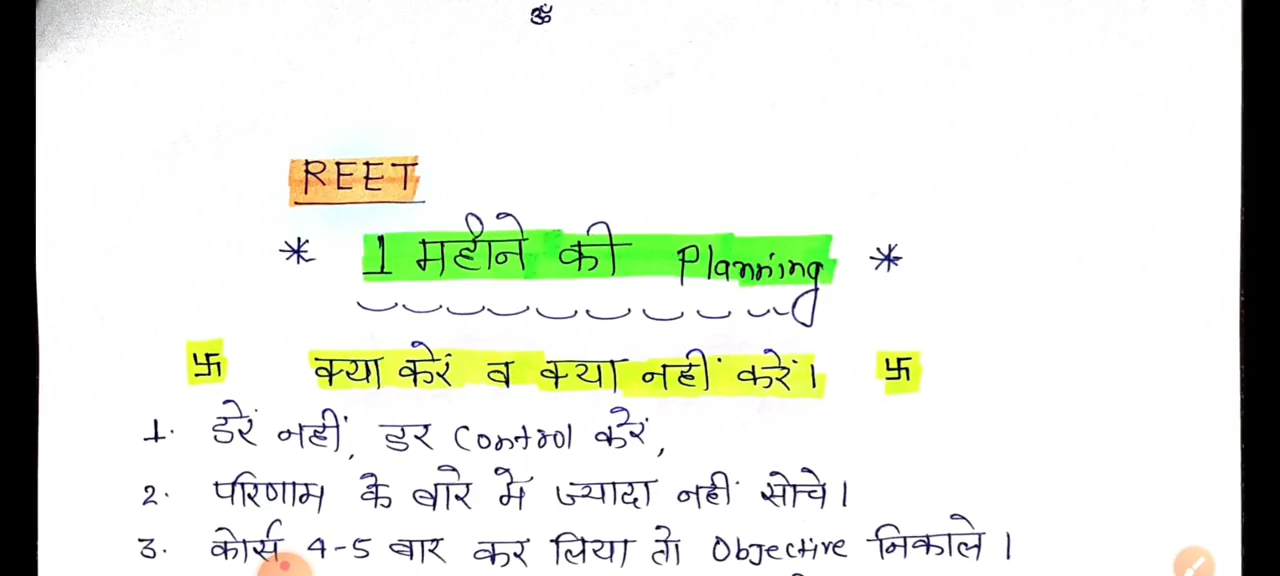 ॐ
REET
* 1 महीने की Planning *
卐 क्या करें व क्या नहीं करें। 卐
1. डरें नहीं, डर Control करें,
2. परिणाम के बारे में ज्यादा नहीं सोचे।
3. कोर्स 4-5 बार कर लिया तो Objective निकाले।